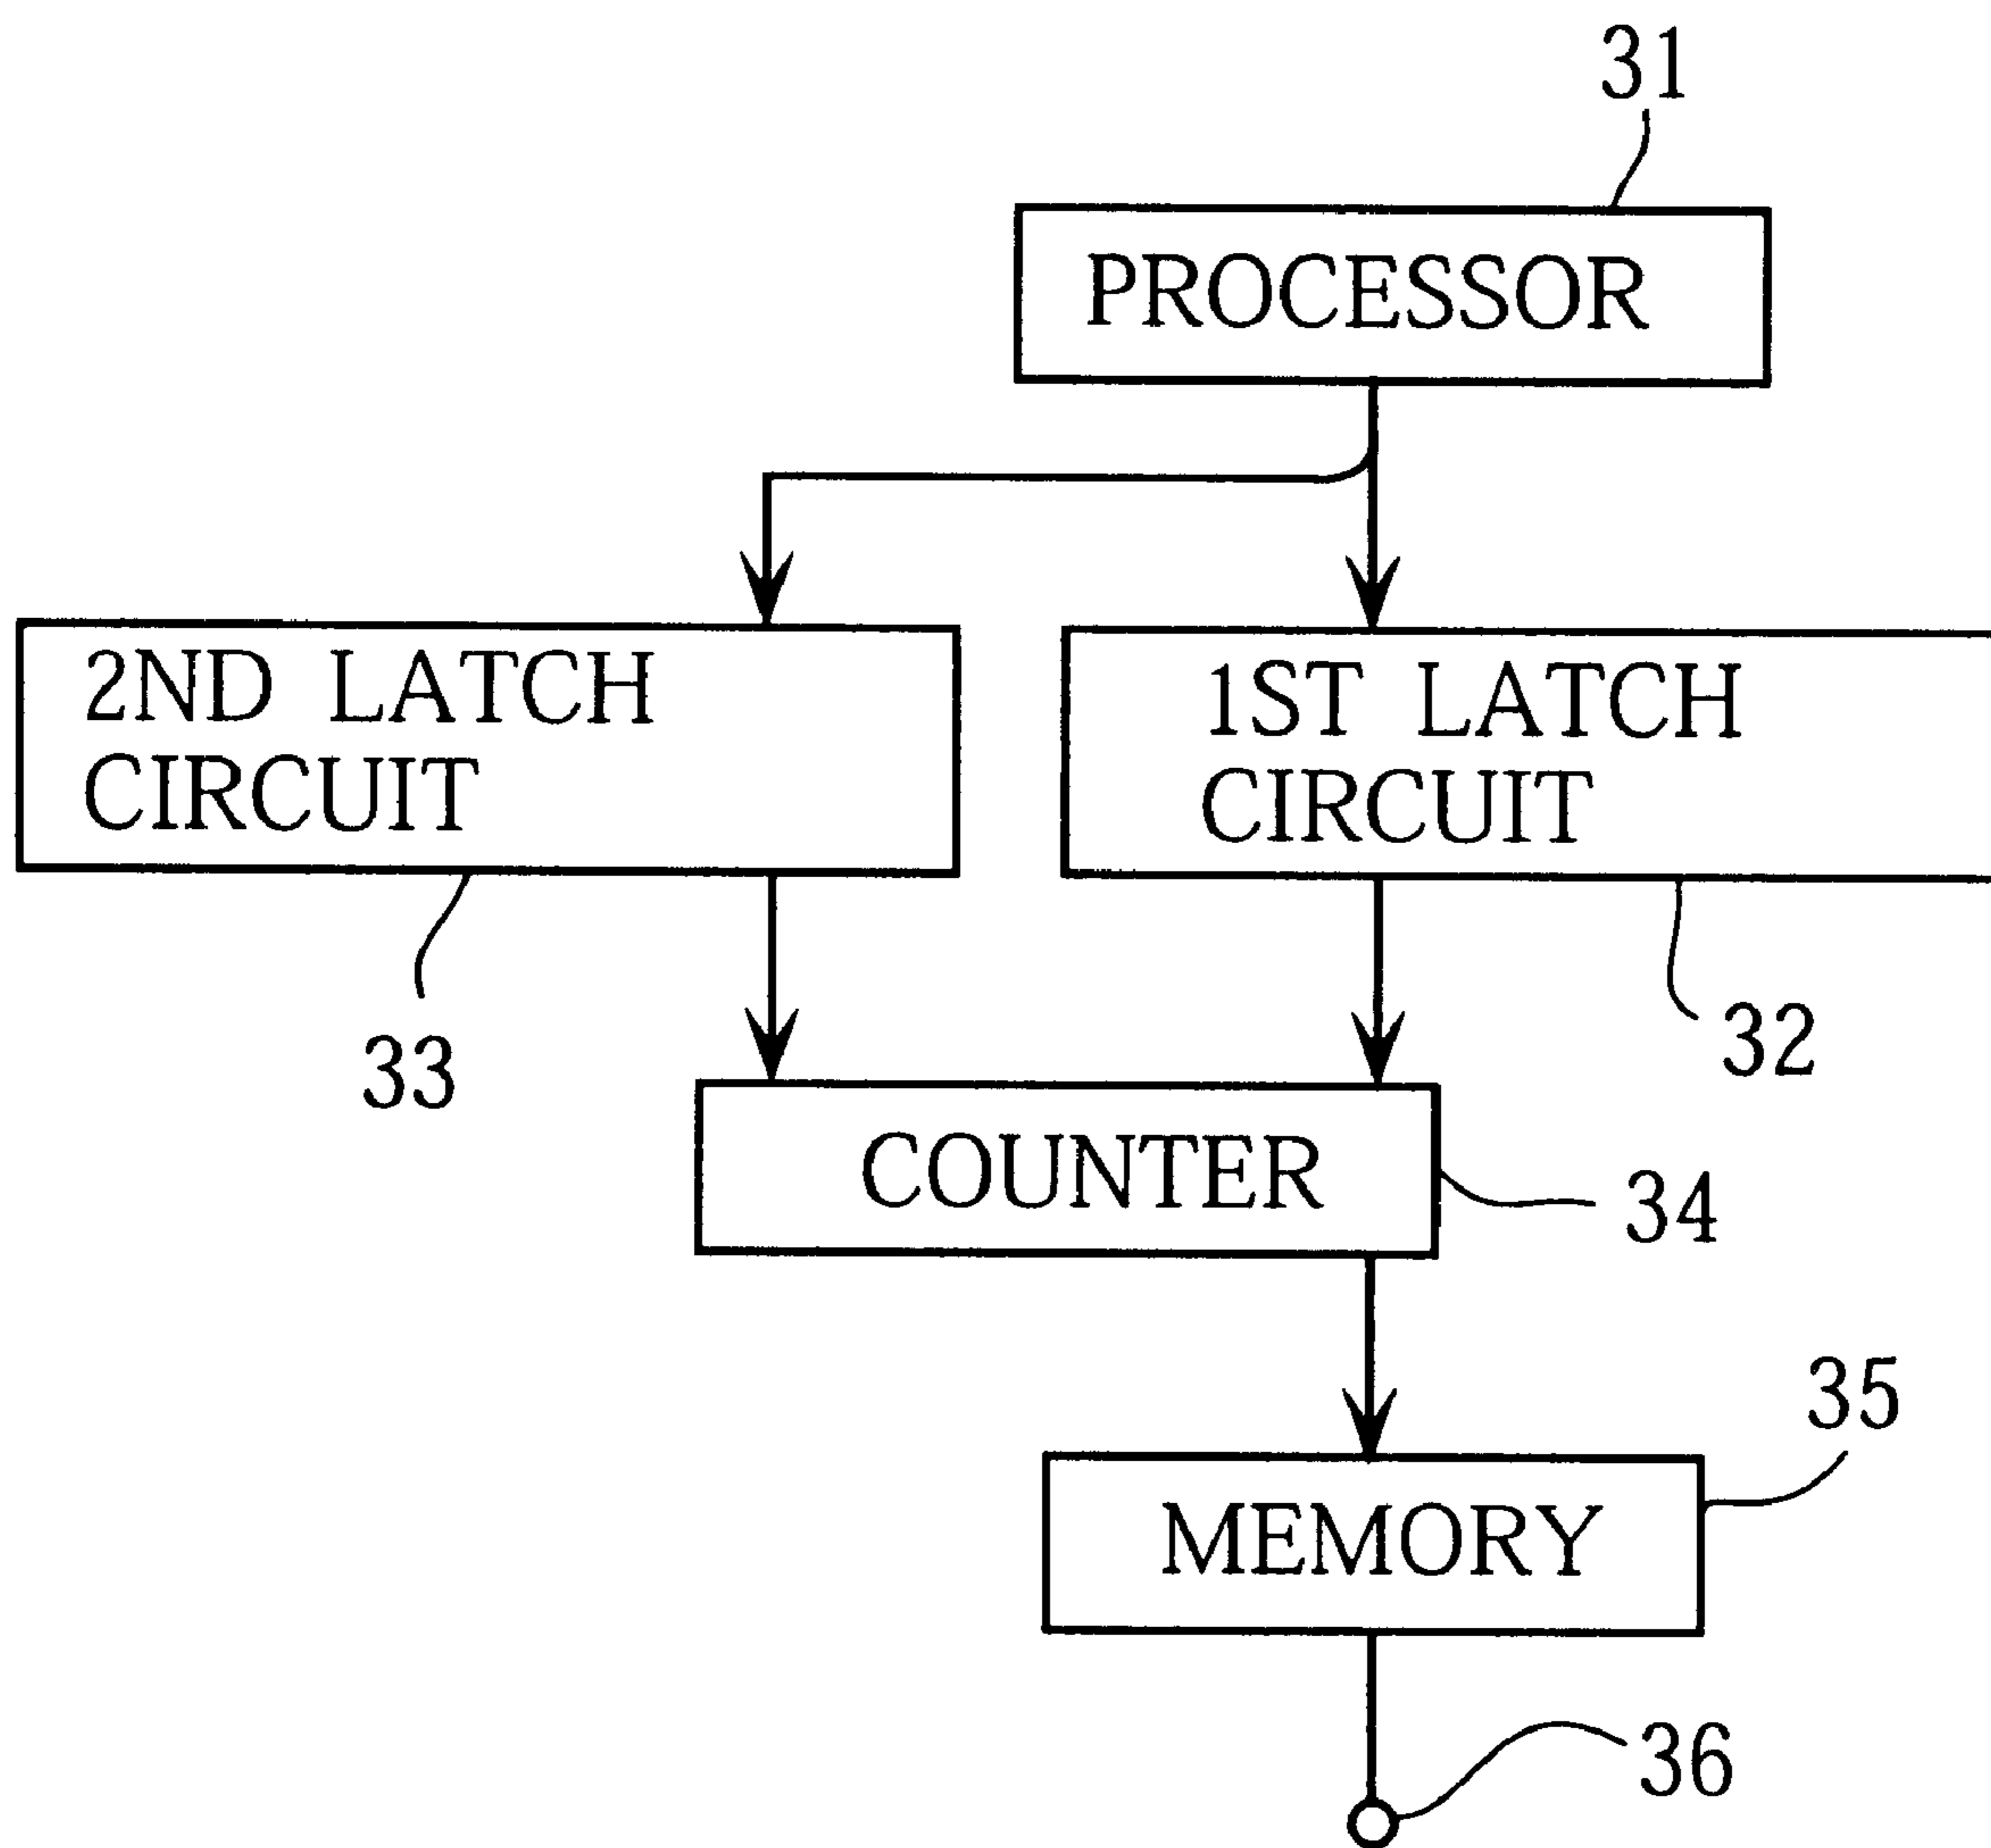 31
PROCESSOR
2ND LATCH
CIRCUIT
1ST LATCH
CIRCUIT
33
32
COUNTER
34
35
MEMORY
36